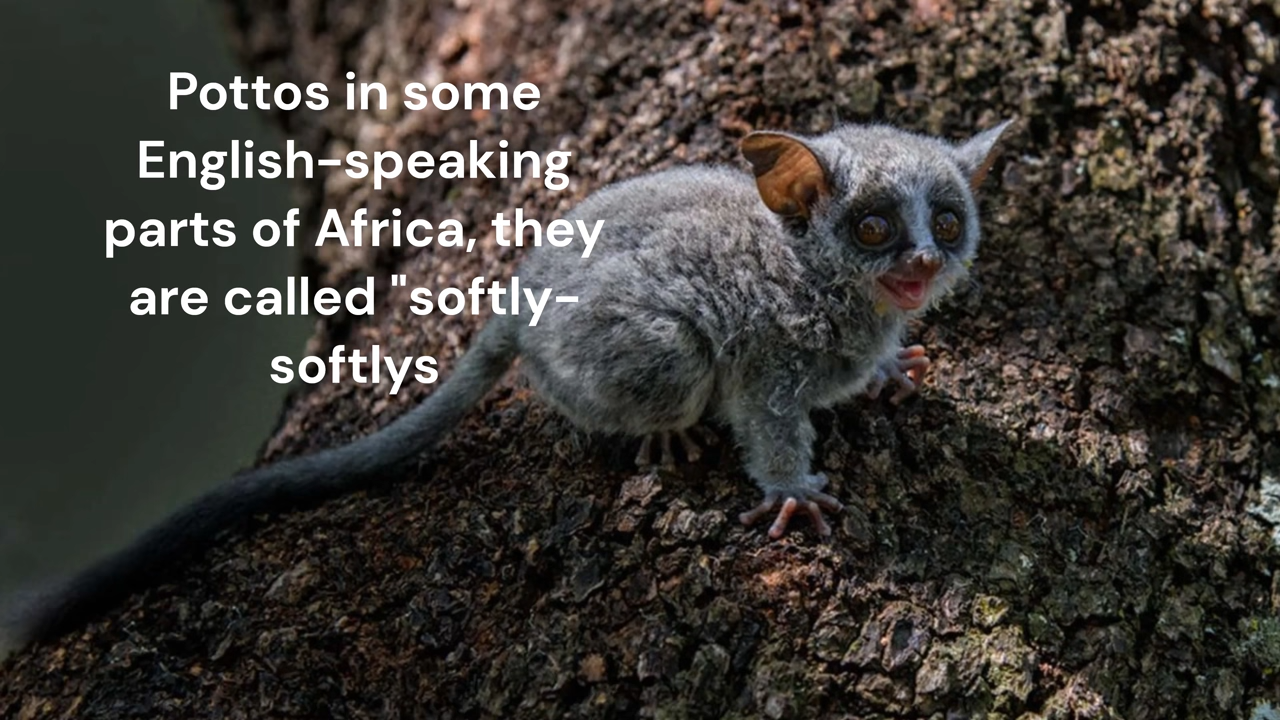 Pottos in some
English-speaking
parts of Africa, they
are called "softly-
softlys